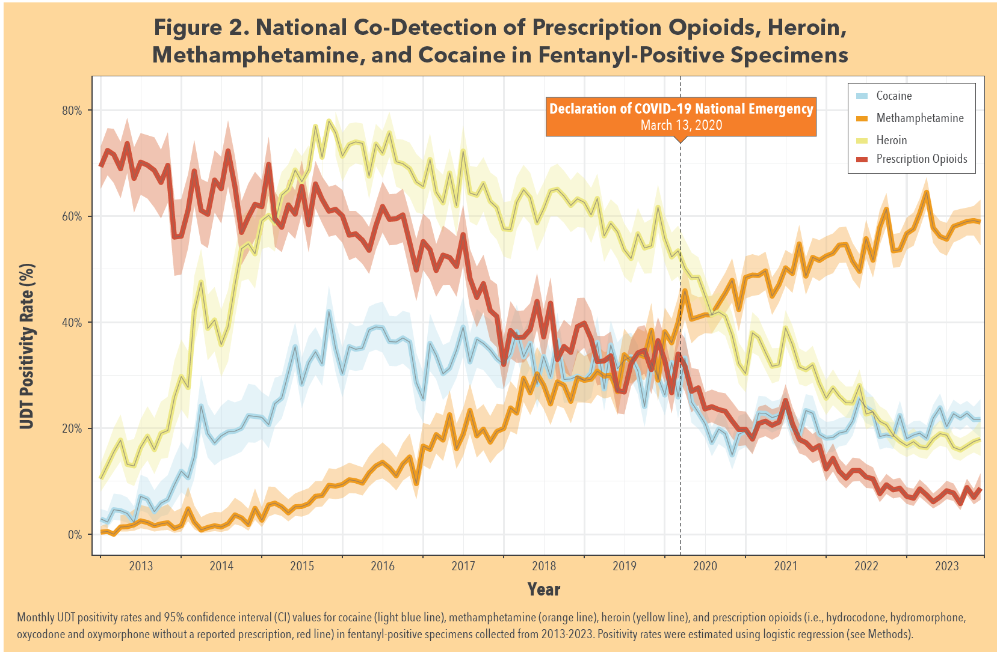 Figure 2. National Co-Detection of Prescription Opioids, Heroin,
Methamphetamine, and Cocaine in Fentanyl-Positive Specimens
Declaration of COVID-19 National Emergency
March 13, 2020
Cocaine
Methamphetamine
Heroin
Prescription Opioids
UDT Positivity Rate (%)
80%
60%
40%
20%
0%
2013 2014 2015 2016 2017 2018 2019 2020 2021 2022 2023
Year
Monthly UDT positivity rates and 95% confidence interval (CI) values for cocaine (light blue line), methamphetamine (orange line), heroin (yellow line), and prescription opioids (i.e., hydrocodone, hydromorphone,
oxycodone and oxymorphone without a reported prescription, red line) in fentanyl-positive specimens collected from 2013-2023. Positivity rates were estimated using logistic regression (see Methods).